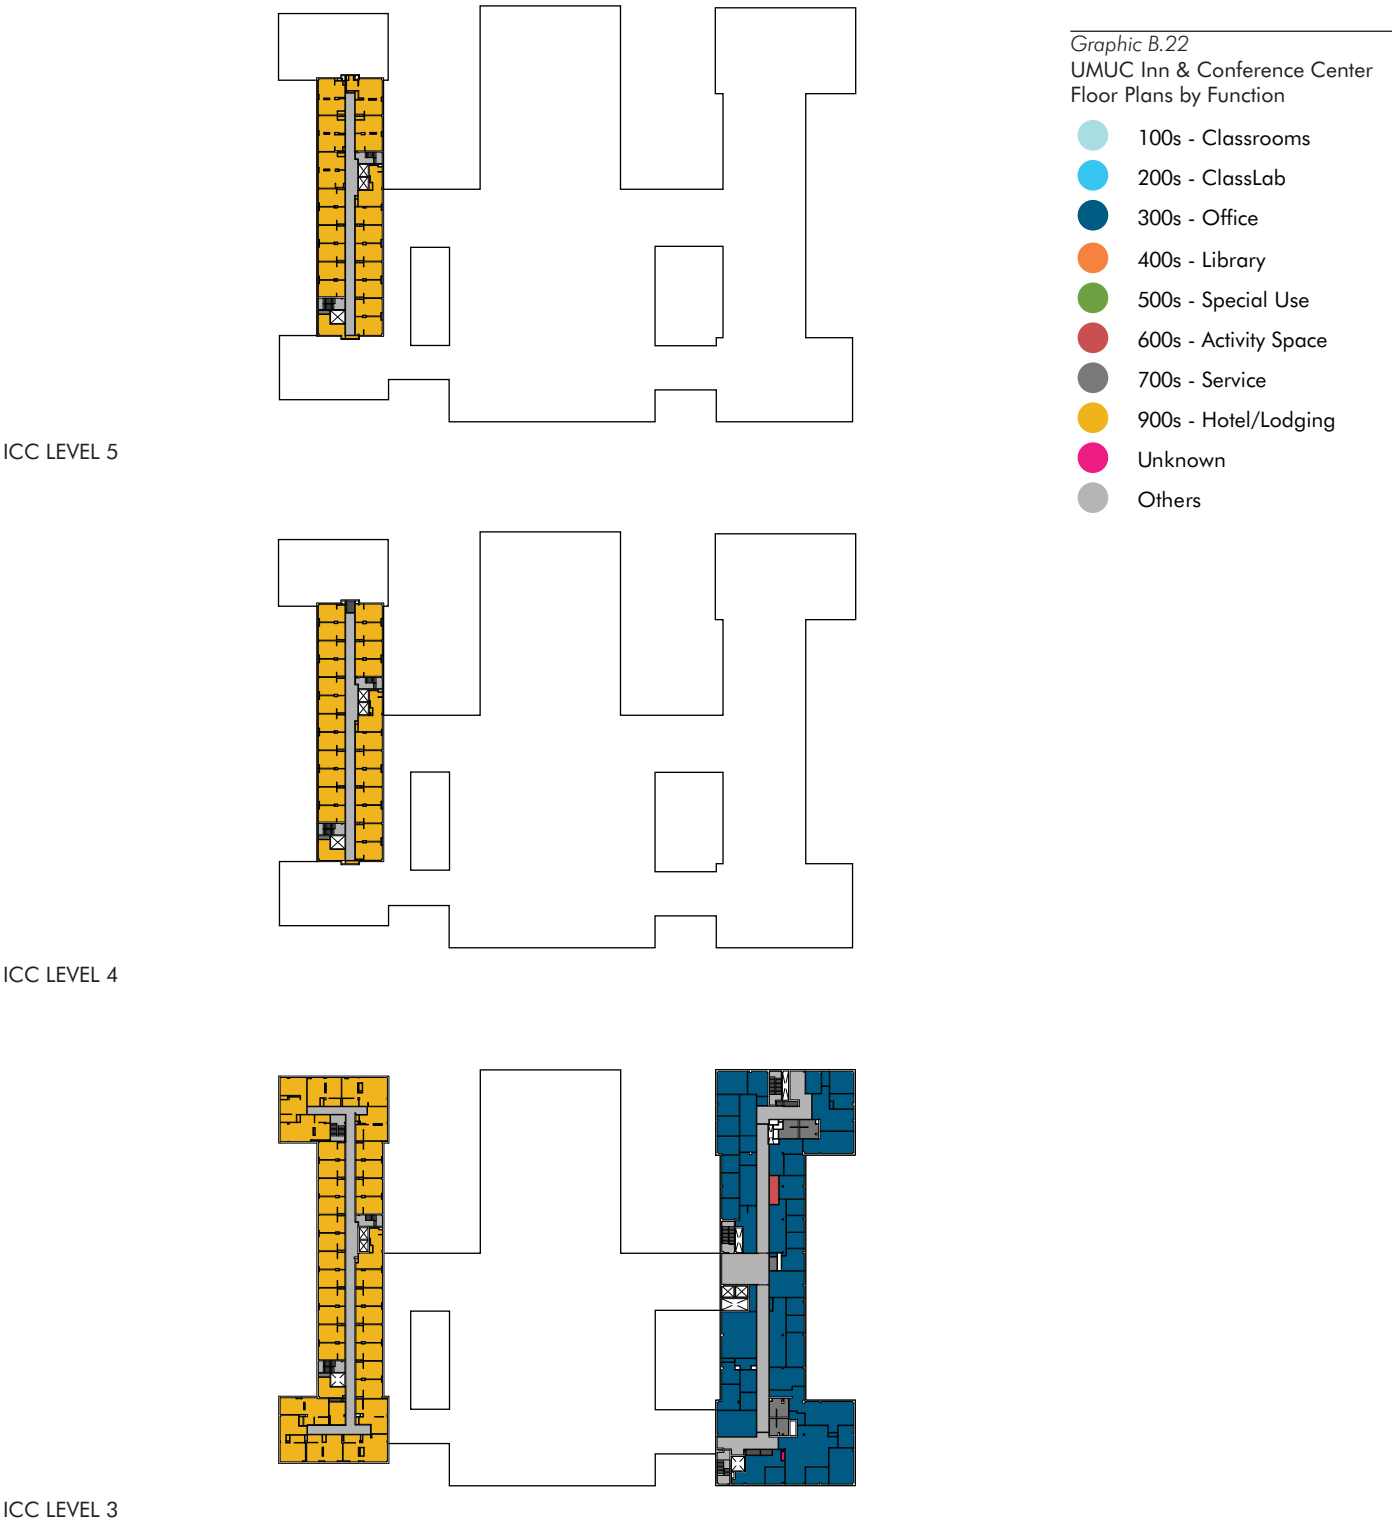 Graphic B.22
UMUC Inn & Conference Center
Floor Plans by Function
100s - Classrooms
200s - ClassLab
300s - Office
400s - Library
500s - Special Use
600s - Activity Space
700s - Service
900s - Hotel/Lodging
Unknown
Others
ICC LEVEL 5
ICC LEVEL 4
ICC LEVEL 3